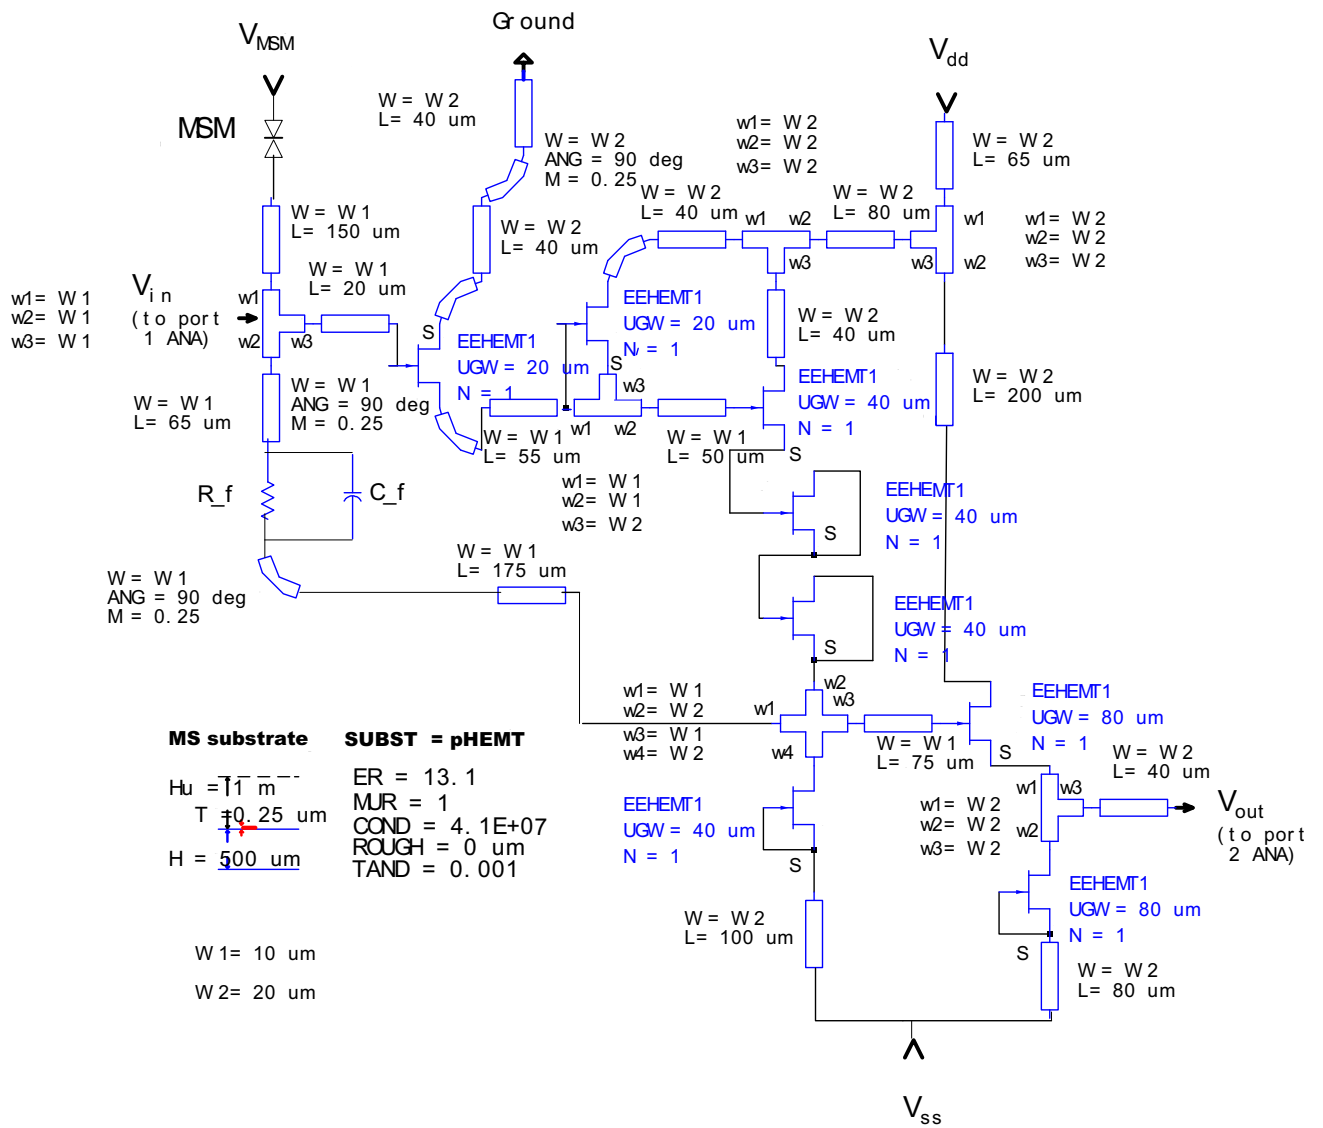 Ground
V_MSM
V_dd
MSM
W = W2
L= 40 um
W = W2
ANG = 90 deg
M = 0.25
w1= W2
w2= W2
w3= W2
W = W2
L= 65 um
W = W2
L= 40 um
W = W2
L= 80 um
w1
w2
w3
w1
w3
w2
w1= W2
w2= W2
w3= W2
W = W1
L= 150 um
W = W2
L= 40 um
W = W1
L= 20 um
V_in
(to port
1 ANA)
w1= W1
w2= W1
w3= W1
w1
w2
w3
S
EEHEMT1
UGW = 20 um
N = 1
EEHEMT1
UGW = 20 um
N = 1
S
W = W2
L= 40 um
EEHEMT1
UGW = 40 um
N = 1
W = W2
L= 200 um
W = W1
ANG = 90 deg
M = 0.25
W = W1
L= 65 um
W = W1
L= 55 um
w1
w2
w3
W = W1
L= 50 um
S
w1= W1
w2= W1
w3= W2
R_f
C_f
EEHEMT1
UGW = 40 um
N = 1
S
W = W1
L= 175 um
W = W1
ANG = 90 deg
M = 0.25
EEHEMT1
UGW = 40 um
N = 1
S
w1= W1
w2= W2
w3= W1
w4= W2
w1
w2
w3
w4
EEHEMT1
UGW = 80 um
N = 1
S
W = W1
L= 75 um
W = W2
L= 40 um
w1
w3
w2
w1= W2
w2= W2
w3= W2
V_out
(to port
2 ANA)
MS substrate
SUBST = pHEMT
Hu = 1 m
T =0.25 um
H = 500 um
ER = 13.1
MUR = 1
COND = 4.1E+07
ROUGH = 0 um
TAND = 0.001
EEHEMT1
UGW = 40 um
N = 1
S
EEHEMT1
UGW = 80 um
N = 1
S
W = W2
L= 100 um
W = W2
L= 80 um
W1= 10 um
W2= 20 um
V_ss